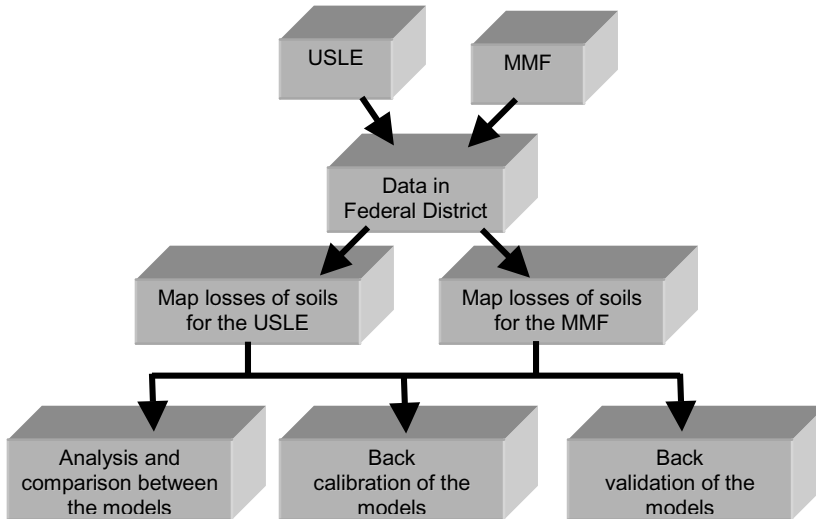 USLE
MMF
Data in
Federal District
Map losses of soils
for the USLE
Map losses of soils
for the MMF
Analysis and
comparison between
the models
Back
calibration of the
models
Back
validation of the
models